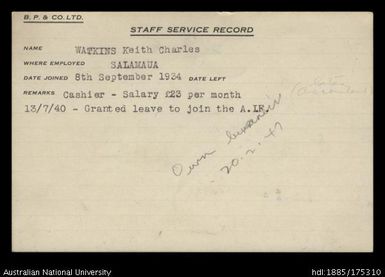 B. P. & CO. LTD.
STAFF SERVICE RECORD
NAME WATKINS Keith Charles
WHERE EMPLOYED SALAMAUA
DATE JOINED 8th September 1934 DATE LEFT
REMARKS Cashier - Salary £23 per month
13/7/40 - Granted leave to join the A.IF.
Own
20.2.47
Australian National University
hdl:1885/175310